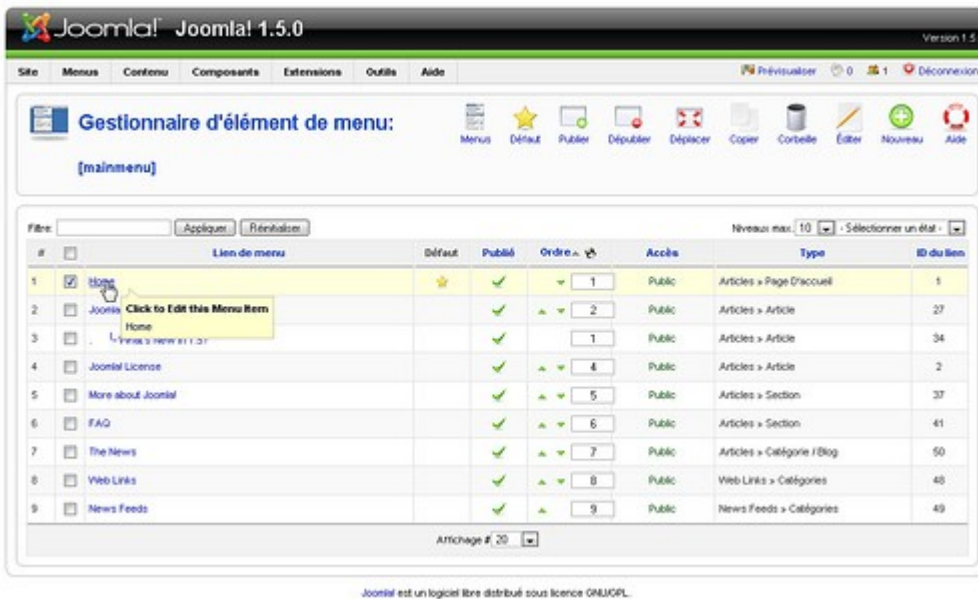 Joomla! Joomla! 1.5.0
Version 1.5
Site Menus Contenu Composants Extensions Outils Aide Prévisualiser 0 1 Déconnexion
Gestionnaire d'élément de menu:
[mainmenu]
Menus Défaut Publier Dépublier Déplacer Copier Corbeille Éditer Nouveau Aide
Filtre: Appliquer Réinitialiser Niveaux max. 10 - Sélectionner un état -
# Lien de menu Défaut Publié Ordre Accès Type ID du lien
1 Home 1 Public Articles » Page D'accueil 1
Click to Edit this Menu Item
Home
2 2 Public Articles » Article 27
3 What's New in 1.5? 1 Public Articles » Article 34
4 Joomla! License 4 Public Articles » Article 2
5 More about Joomla! 5 Public Articles » Section 37
6 FAQ 6 Public Articles » Section 41
7 The News 7 Public Articles » Catégorie / Blog 50
8 Web Links 8 Public Web Links » Catégories 48
9 News Feeds 9 Public News Feeds » Catégories 49
Affichage # 20
Joomla! est un logiciel libre distribué sous licence GNU/GPL.